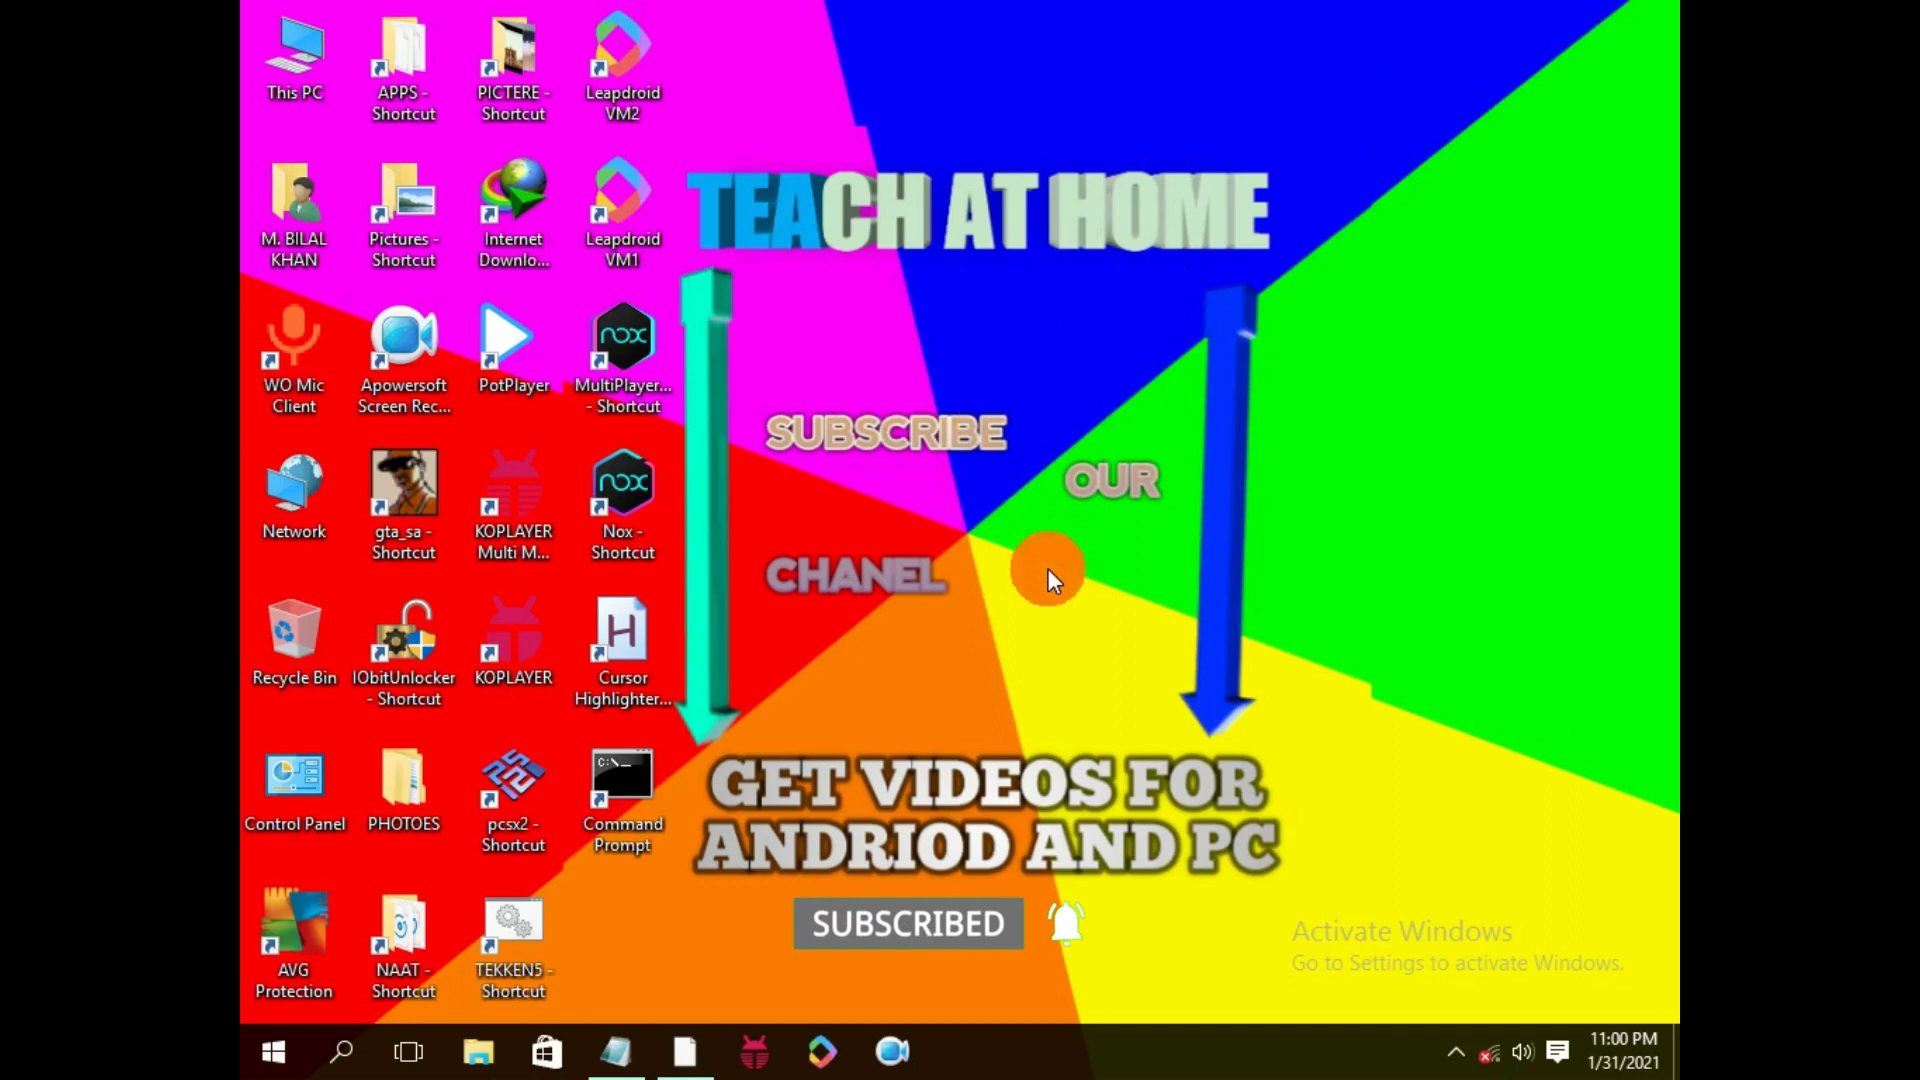 This PC
APPS -
Shortcut
PICTERE -
Shortcut
Leapdroid
VM2
M. BILAL
KHAN
Pictures -
Shortcut
Internet
Downlo...
Leapdroid
VM1
WO Mic
Client
Apowersoft
Screen Rec...
PotPlayer
nox
MultiPlayer...
- Shortcut
Network
gta_sa -
Shortcut
KOPLAYER
Multi M...
nox
Nox -
Shortcut
Recycle Bin
IObitUnlocker
- Shortcut
KOPLAYER
H
Cursor
Highlighter...
Control Panel
PHOTOES
pcsx2 -
Shortcut
C:\_
Command
Prompt
AVG
Protection
NAAT -
Shortcut
TEKKEN5 -
Shortcut
TEACH AT HOME
SUBSCRIBE
OUR
CHANEL
GET VIDEOS FOR
ANDRIOD AND PC
SUBSCRIBED
Activate Windows
Go to Settings to activate Windows.
11:00 PM
1/31/2021